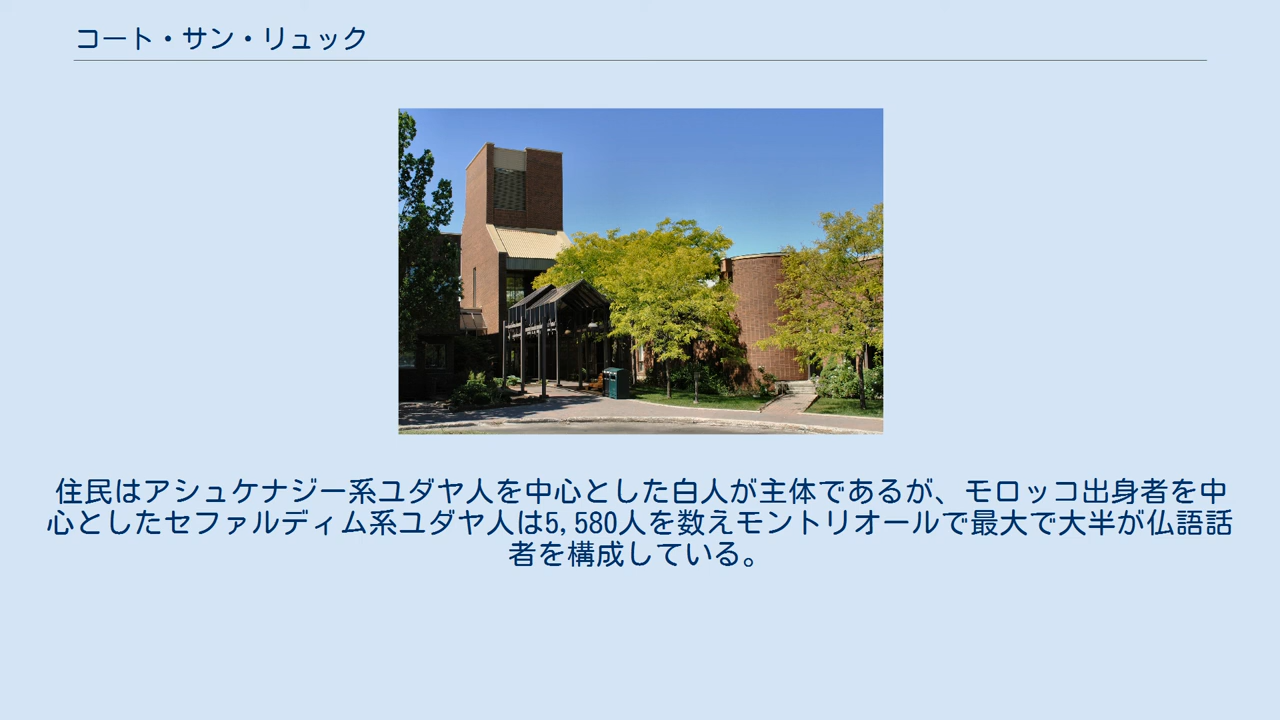 コート・サン・リュック
住民はアシュケナジー系ユダヤ人を中心とした白人が主体であるが、モロッコ出身者を中
心としたセファルディム系ユダヤ人は5,580人を数えモントリオールで最大で大半が仏語話
者を構成している。